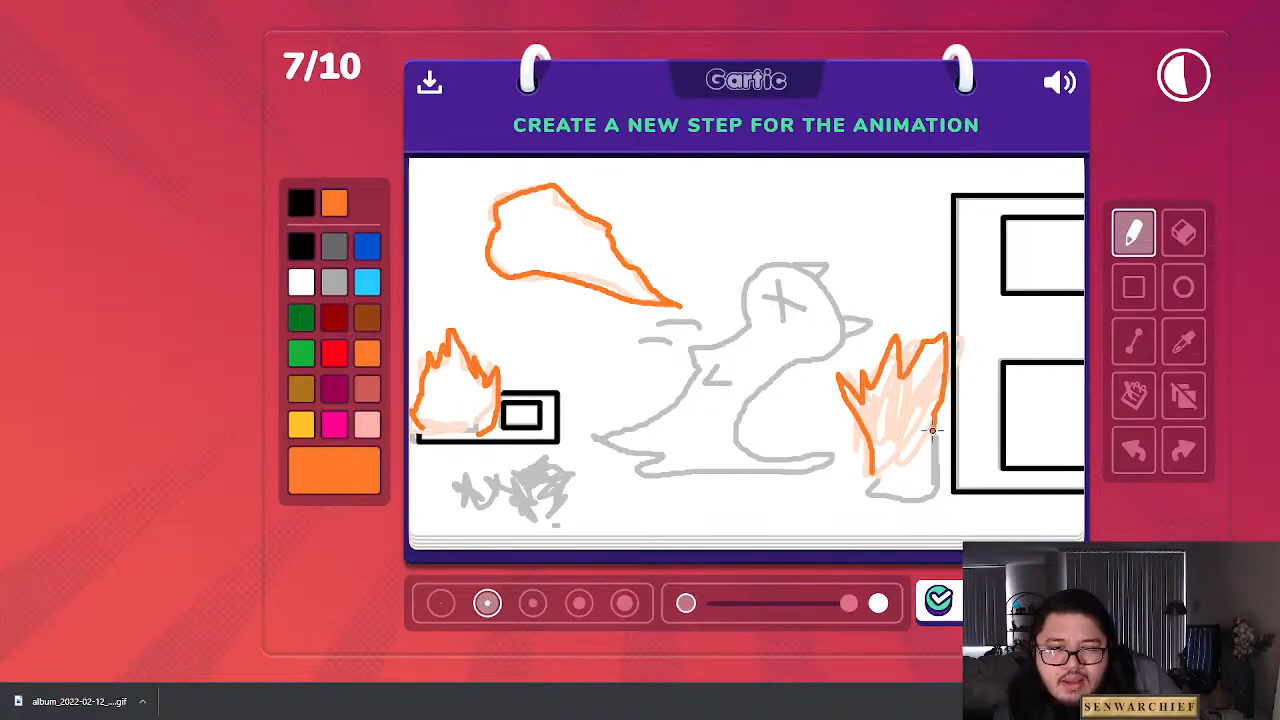 7/10
Gartic
CREATE A NEW STEP FOR THE ANIMATION
album_2022-02-12_....gif
SENWARCHIEF